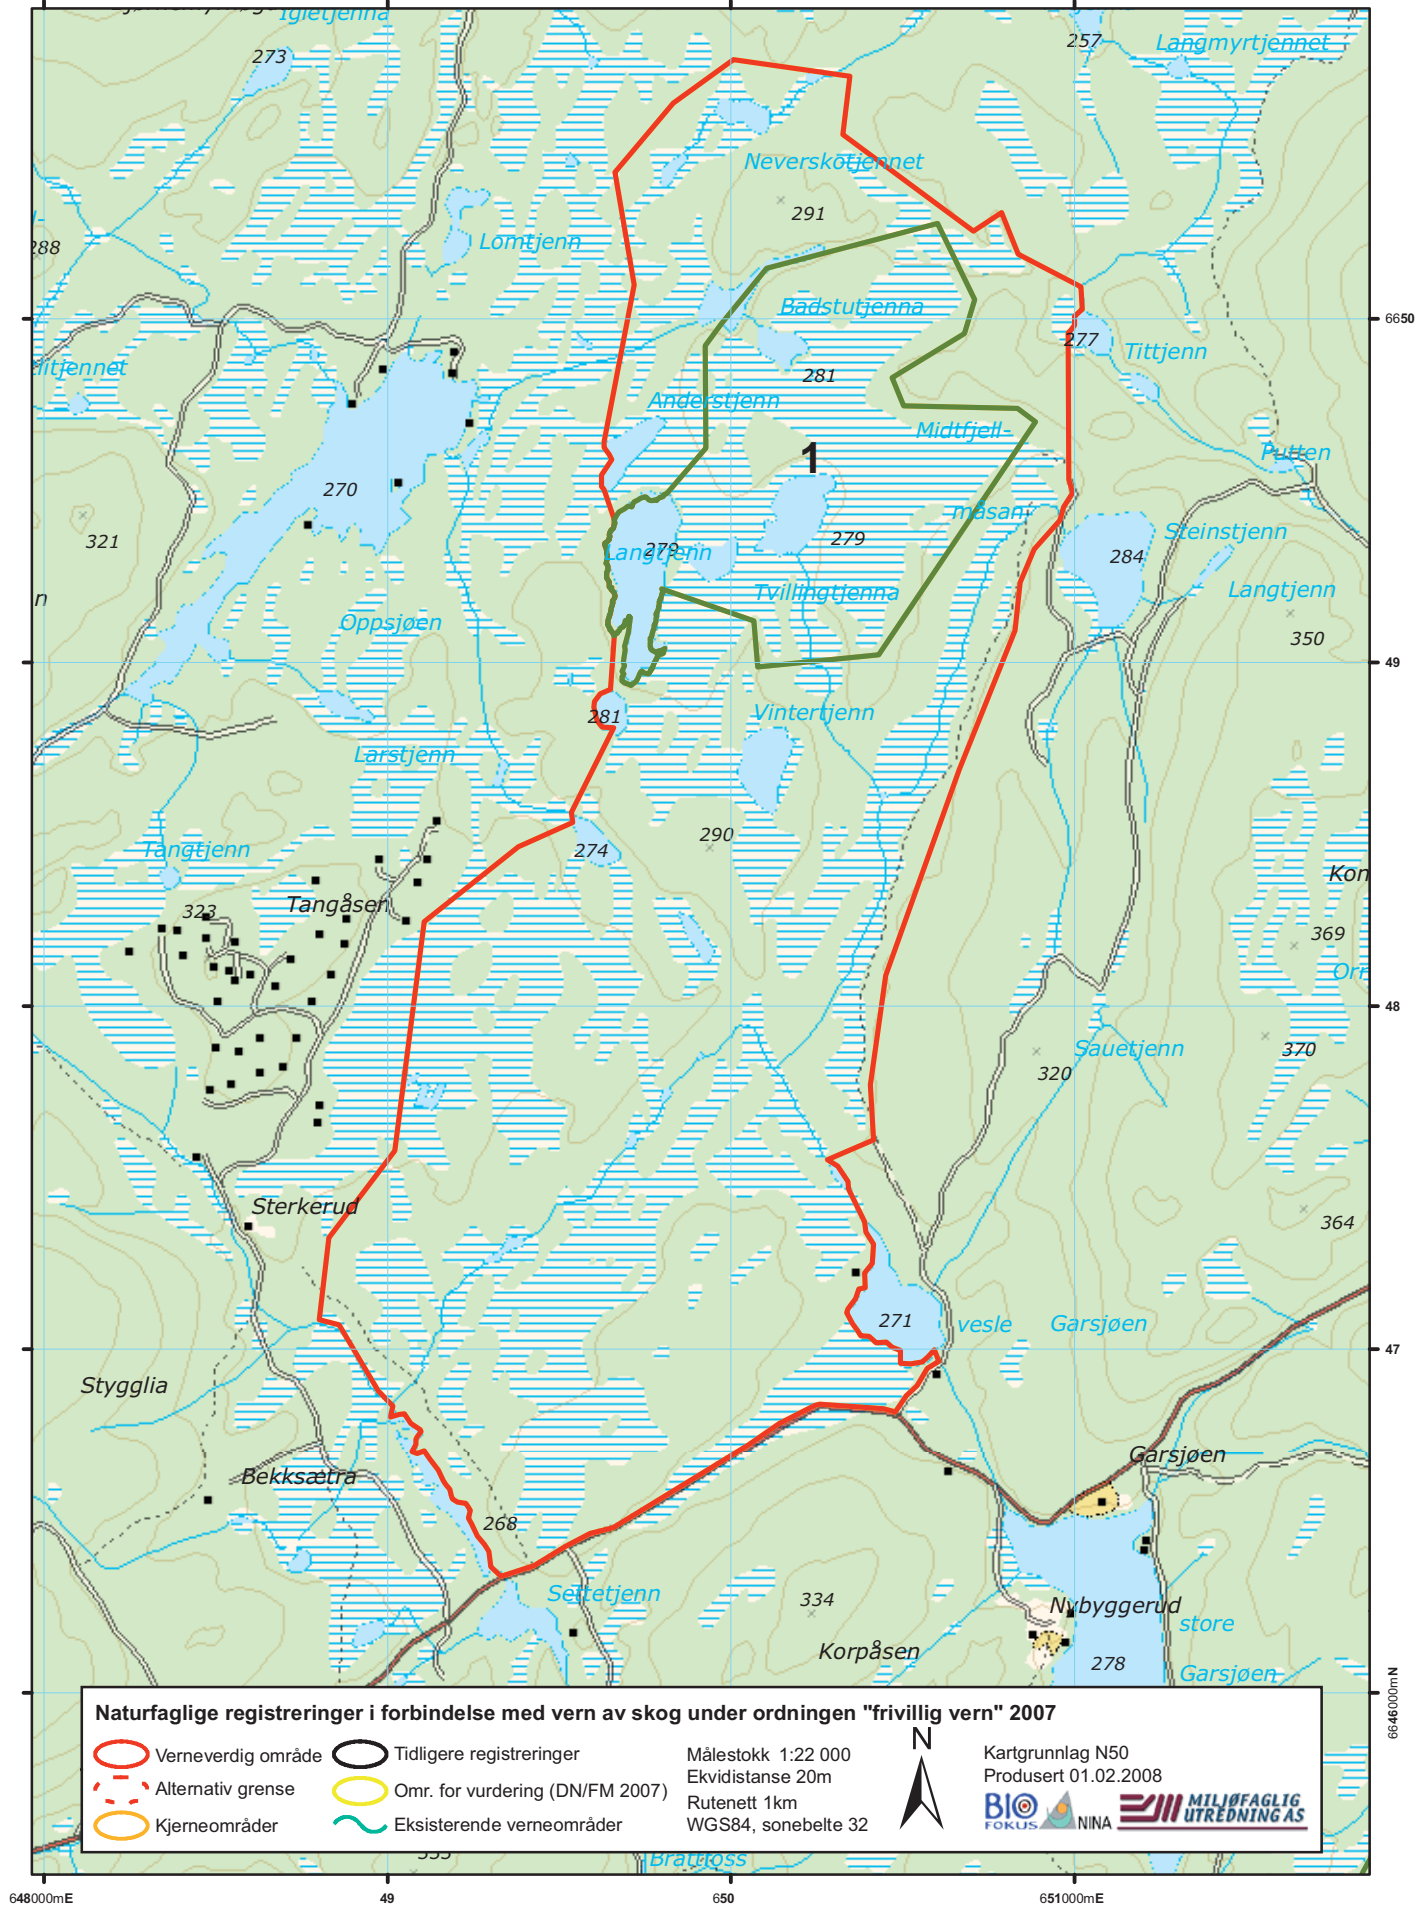 Igletjenna
273
257
Langmyrtjennet
Neverskotjennet
291
288
Lomtjenn
Badstutjenna
6650
277
Tittjenn
281
Anderstjenn
Midtfjell-
1
Putten
270
321
måsan
Steinstjenn
279
279
Langtjenn
284
Tvillingtjenna
Langtjenn
350
Oppsjøen
49
281
Vintertjenn
Larstjenn
290
274
Tangtjenn
Kon
Tangåsen
323
369
Orr
48
Sauetjenn
370
320
Sterkerud
364
271
vesle Garsjøen
47
Stygglia
Garsjøen
Bekksætra
268
Settetjenn
334
Nybyggerud
store
Korpåsen
278
Garsjøen
6646000mN
Naturfaglige registreringer i forbindelse med vern av skog under ordningen "frivillig vern" 2007
Verneverdig område
Tidligere registreringer
Alternativ grense
Omr. for vurdering (DN/FM 2007)
Kjerneområder
Eksisterende verneområder
Målestokk 1:22 000
Ekvidistanse 20m
Rutenett 1km
WGS84, sonebelte 32
N
Kartgrunnlag N50
Produsert 01.02.2008
BIO
FOKUS
NINA
MILJØFAGLIG
UTREDNING AS
Brattfoss
648000mE
49
650
651000mE